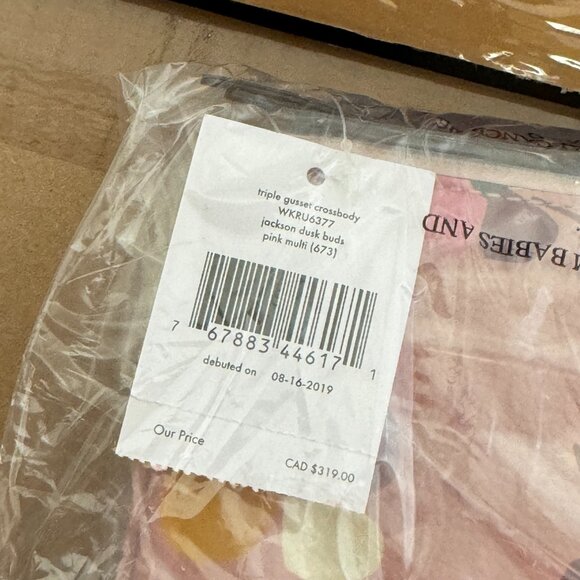 triple gusset crossbody
WKRU6377
jackson dusk buds
pink multi (673)
7 67883 44617 1
debuted on 08-16-2019
Our Price
CAD $319.00
BABIES AND